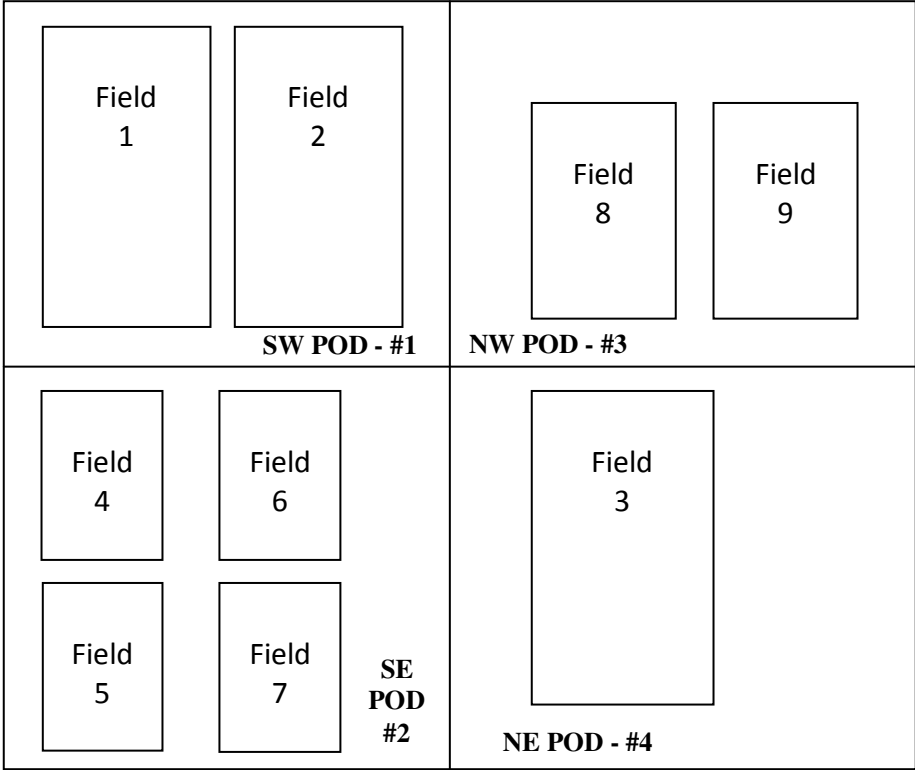 Field
1
Field
2
SW POD - #1
Field
8
Field
9
NW POD - #3
Field
4
Field
6
Field
5
Field
7
SE
POD
#2
Field
3
NE POD - #4